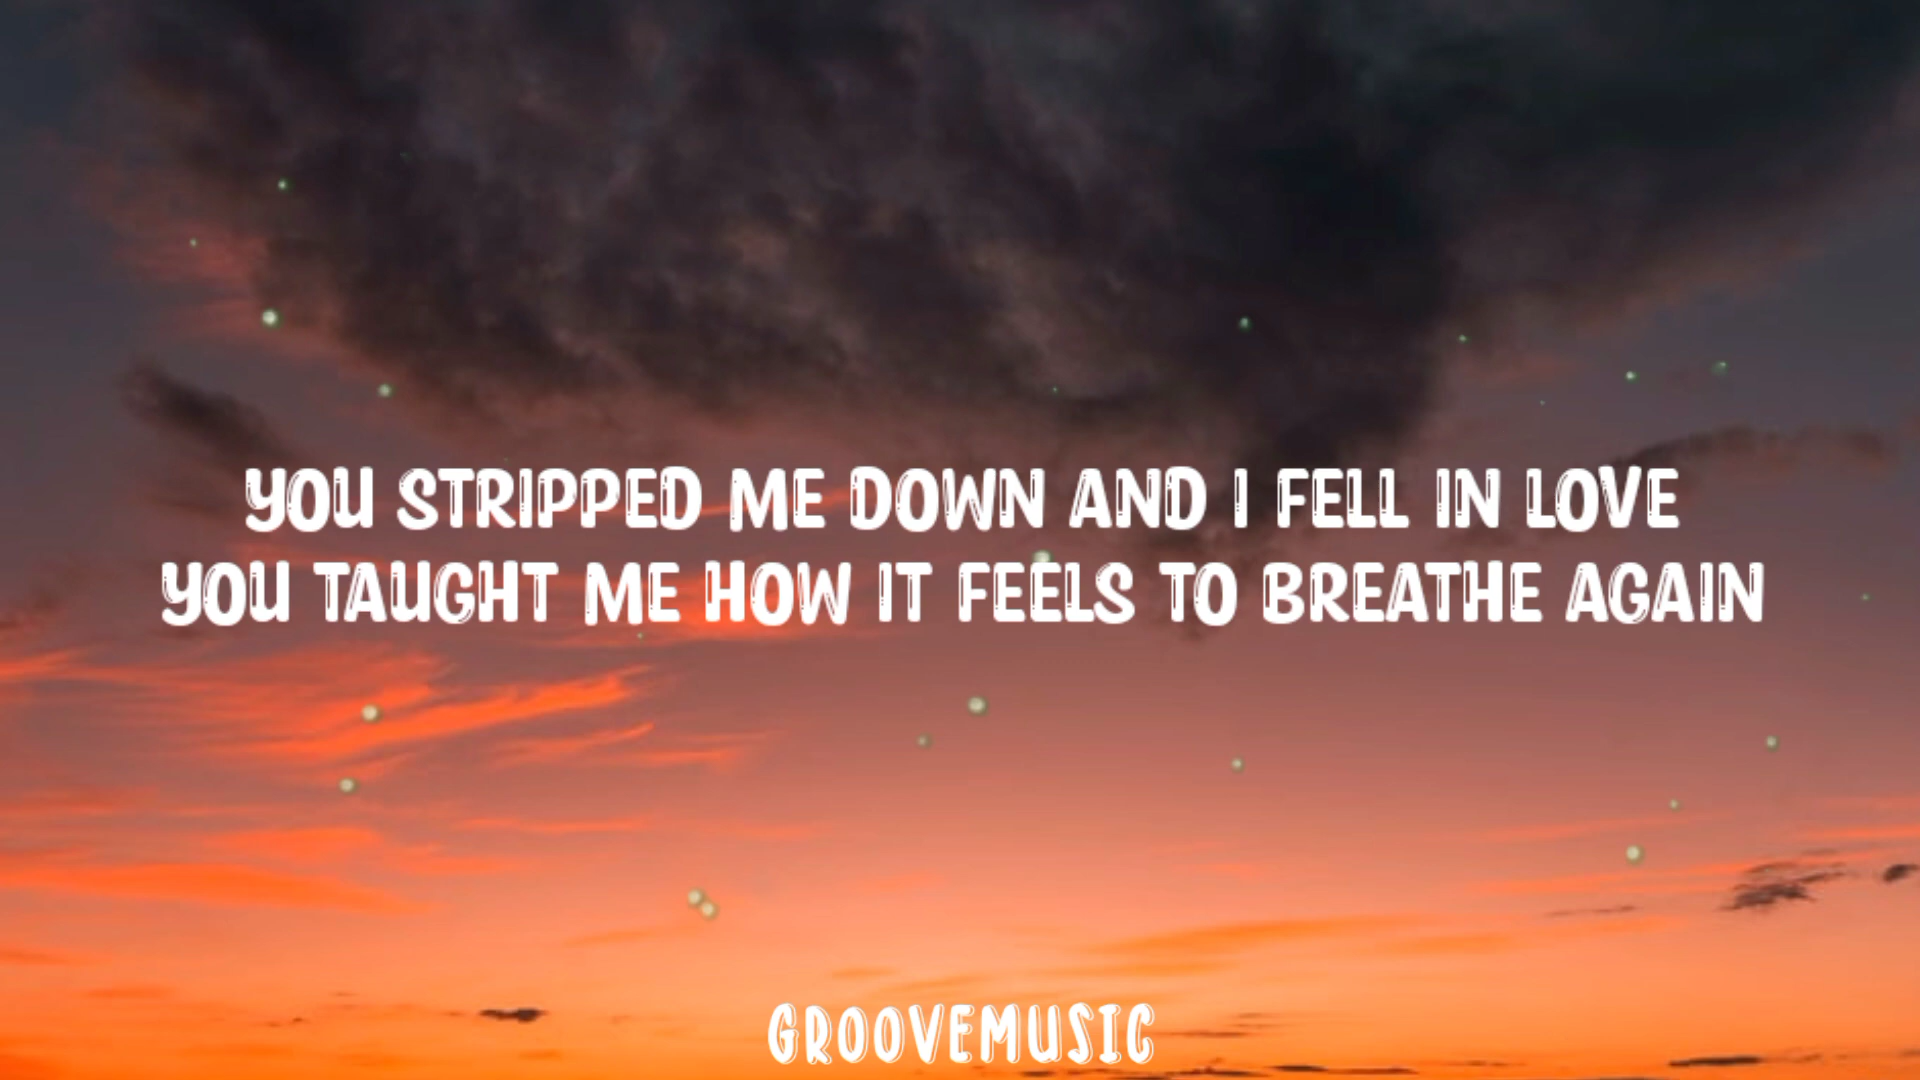 YOU STRIPPED ME DOWN AND I FELL IN LOVE
YOU TAUGHT ME HOW IT FEELS TO BREATHE AGAIN
GROOVEMUSIC